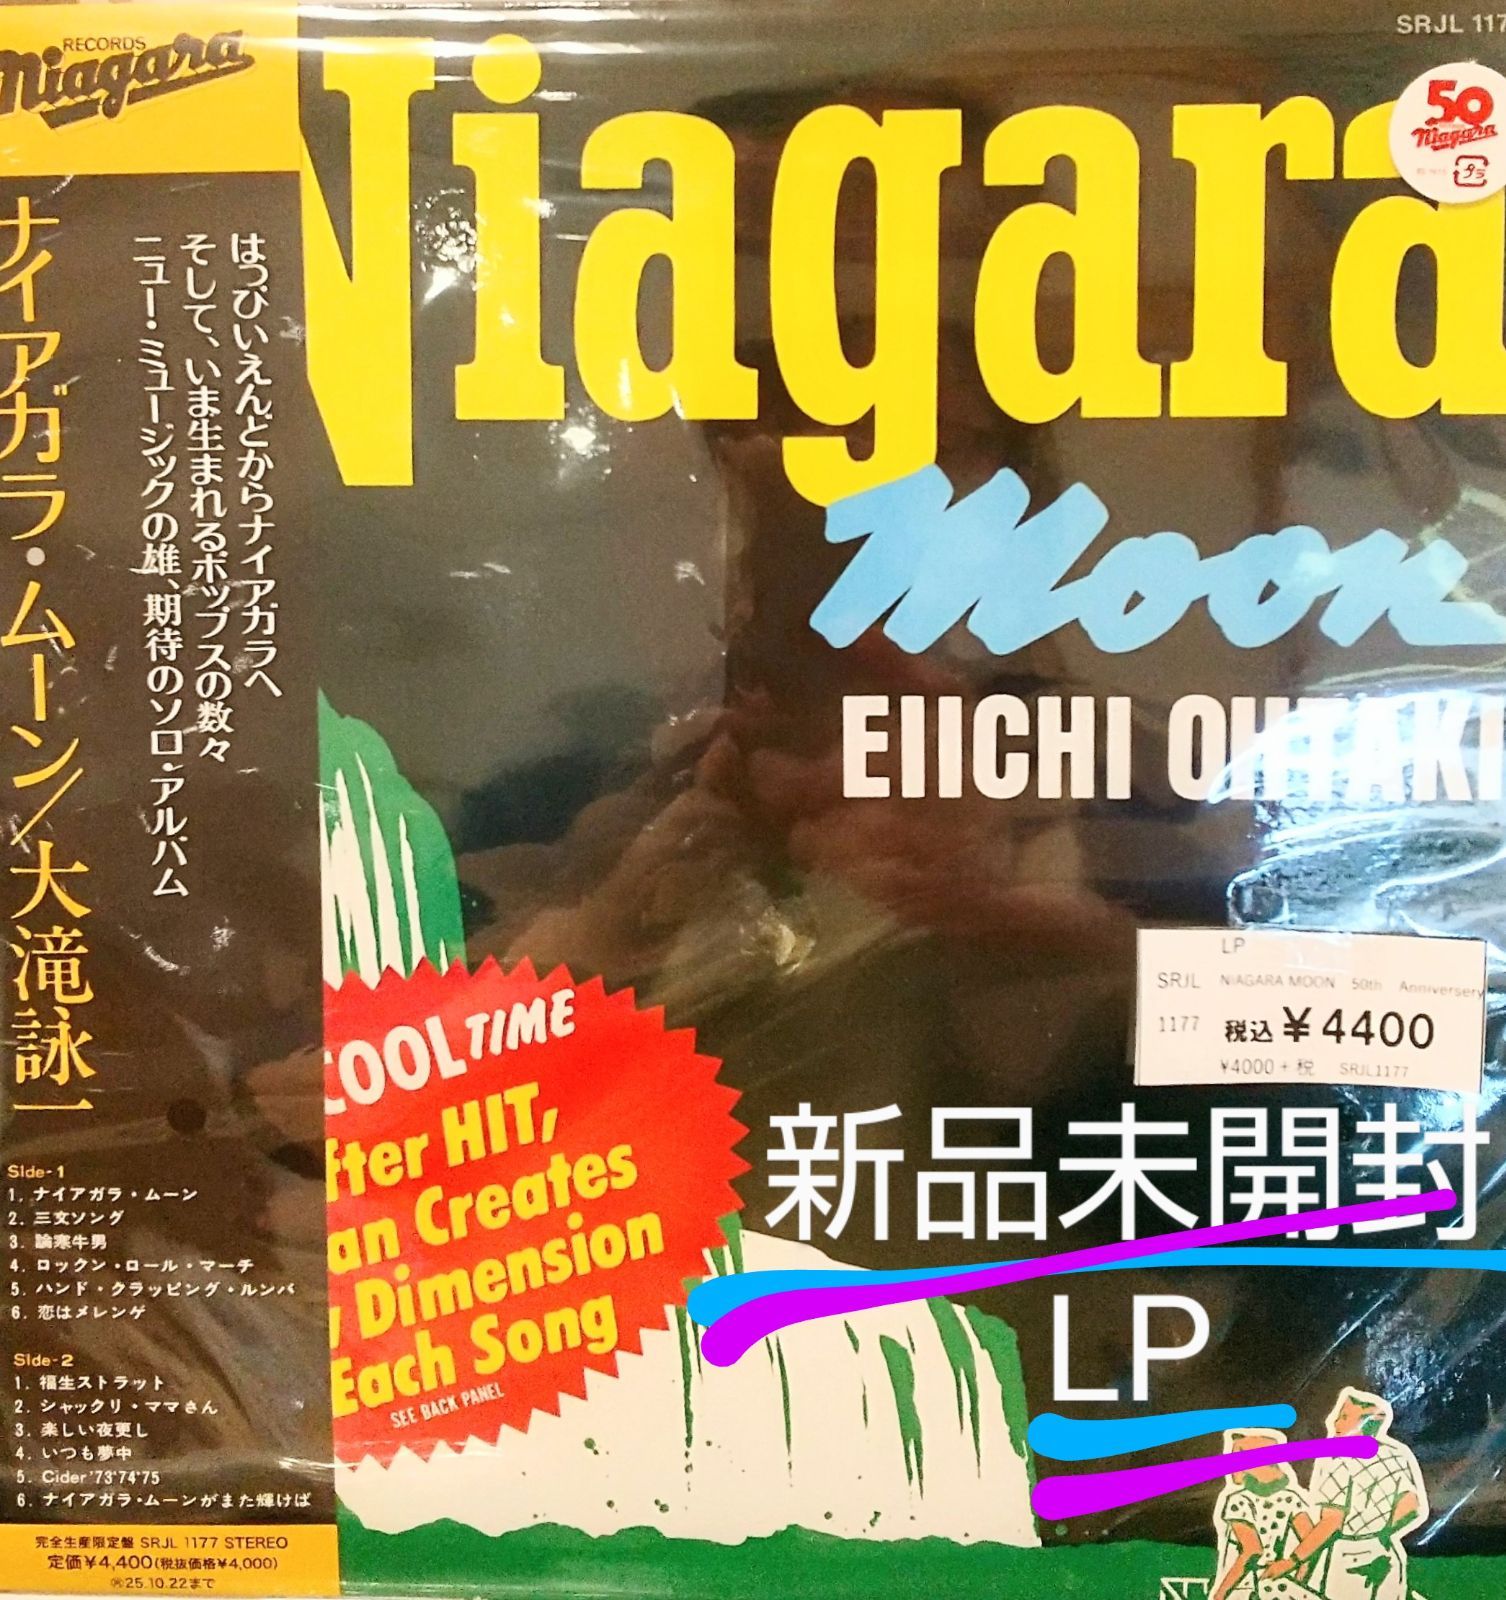 RECORDS
Niagara
ナイアガラ・ムーン/大滝詠一
はっぴいえんどからナイアガラへ
そして、いま生まれるポップスの数々
ニュー・ミュージックの雄、期待のソロ・アルバム
Side-1
1. ナイアガラ・ムーン
2. 三文ソング
3. 論寒牛男
4. ロックン・ロール・マーチ
5. ハンド・クラッピング・ルンバ
6. 恋はメレンゲ
Side-2
1. 福生ストラット
2. シャックリ・ママさん
3. 楽しい夜更し
4. いつも夢中
5. Cider '73'74'75
6. ナイアガラ・ムーンがまた輝けば
完全生産限定盤 SRJL 1177 STEREO
定価¥4,400(税抜価格¥4,000)
25.10.22まで
SRJL 117
50
Niagara
プラ
Niagara
Moon
EIICHI OHTAKI
COOL TIME
fter HIT,
an Creates
Dimension
Each Song
SEE BACK PANEL
LP
SRJL NIAGARA MOON 50th Anniversery
1177 税込 ¥4400
¥4000+税 SRJL1177
新品未開封
LP